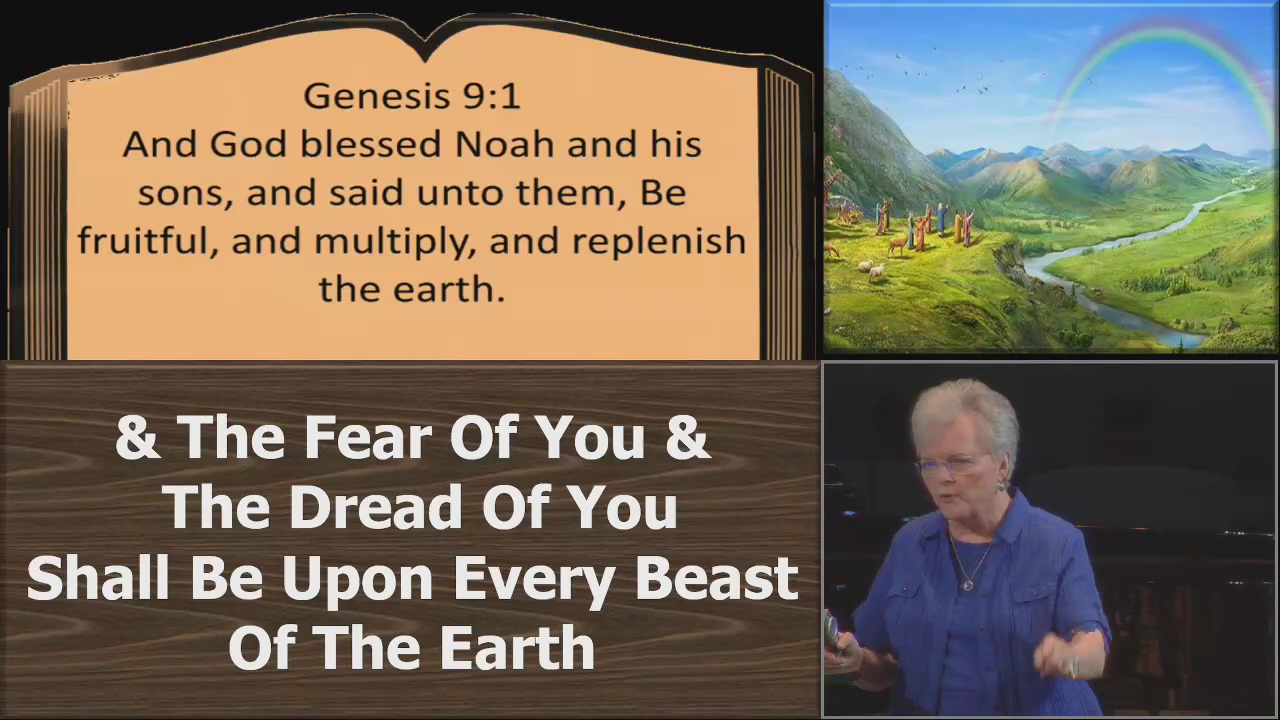 Genesis 9:1
And God blessed Noah and his
sons, and said unto them, Be
fruitful, and multiply, and replenish
the earth.
& The Fear Of You &
The Dread Of You
Shall Be Upon Every Beast
Of The Earth